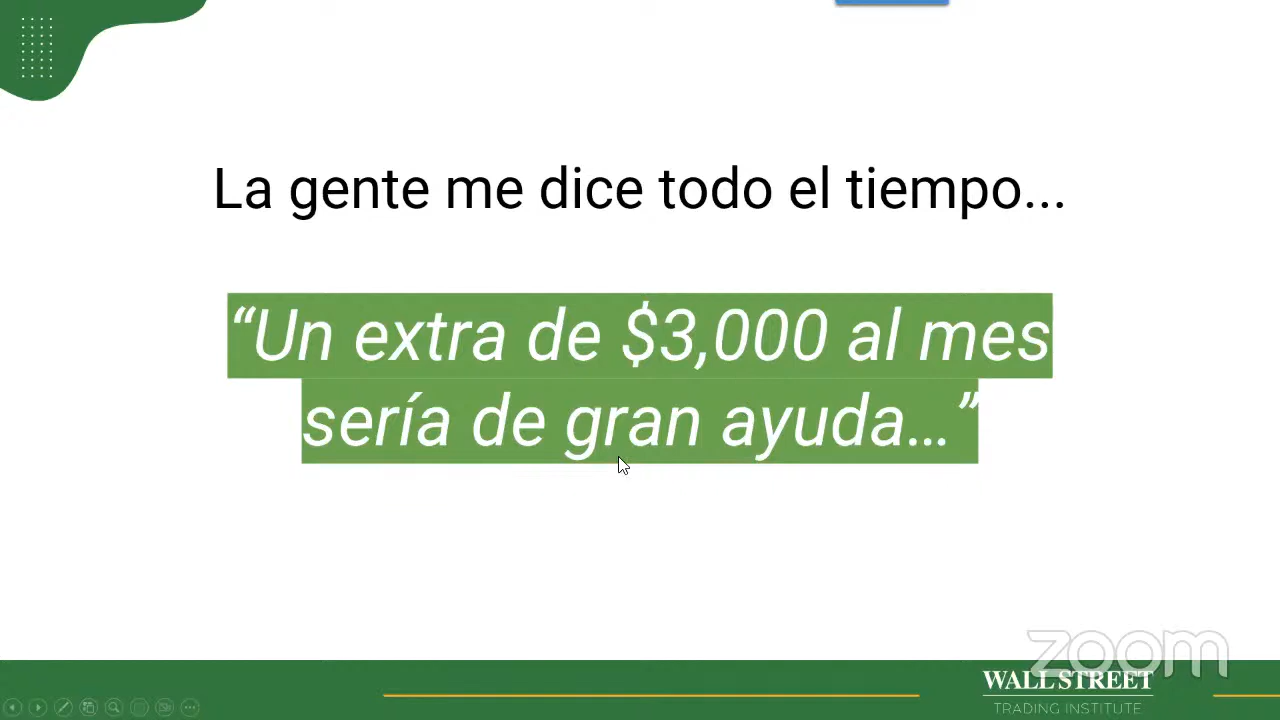 La gente me dice todo el tiempo...
“Un extra de $3,000 al mes
sería de gran ayuda...”
zoom
WALL STREET
TRADING INSTITUTE